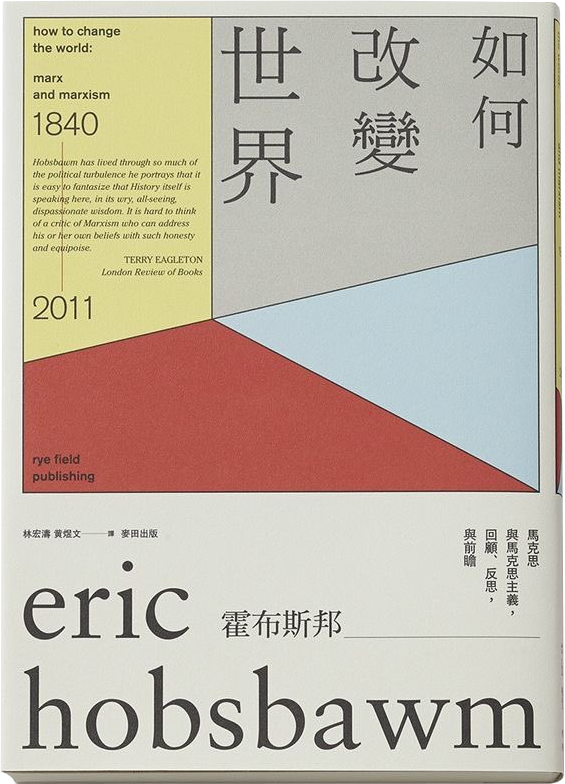 how to change
the world:
marx
and marxism
1840
Hobsbawm has lived through so much of
the political turbulence he portrays that it
is easy to fantasize that History itself is
speaking here, in its wry, all-seeing,
dispassionate wisdom. It is hard to think
of a critic of Marxism who can address
his or her own beliefs with such honesty
and equipoise.
TERRY EAGLETON
London Review of Books
2011
如何
改變
世界
rye field
publishing
林宏濤 黄煜文——譯 麥田出版
馬克思
與馬克思主義,
回顧、反思,
與前瞻
eric
霍布斯邦
hobsbawm